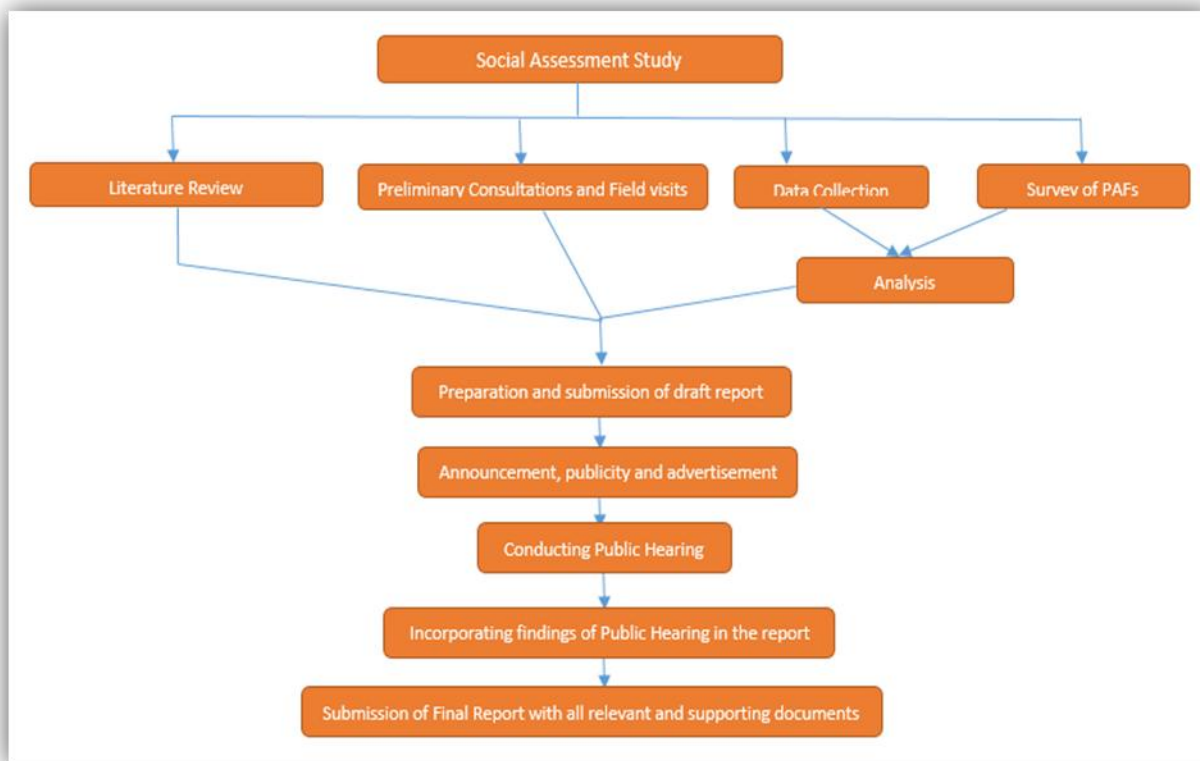 Social Assessment Study
Literature Review
Preliminary Consultations and Field visits
Data Collection
Survey of PAFs
Analysis
Preparation and submission of draft report
Announcement, publicity and advertisement
Conducting Public Hearing
Incorporating findings of Public Hearing in the report
Submission of Final Report with all relevant and supporting documents